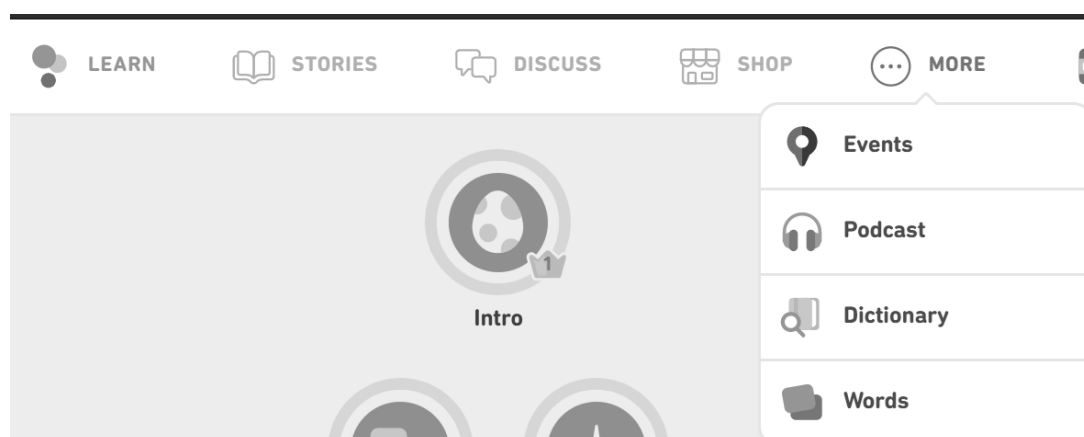 LEARN
STORIES
DISCUSS
SHOP
MORE
Events
Podcast
Dictionary
Words
1
Intro